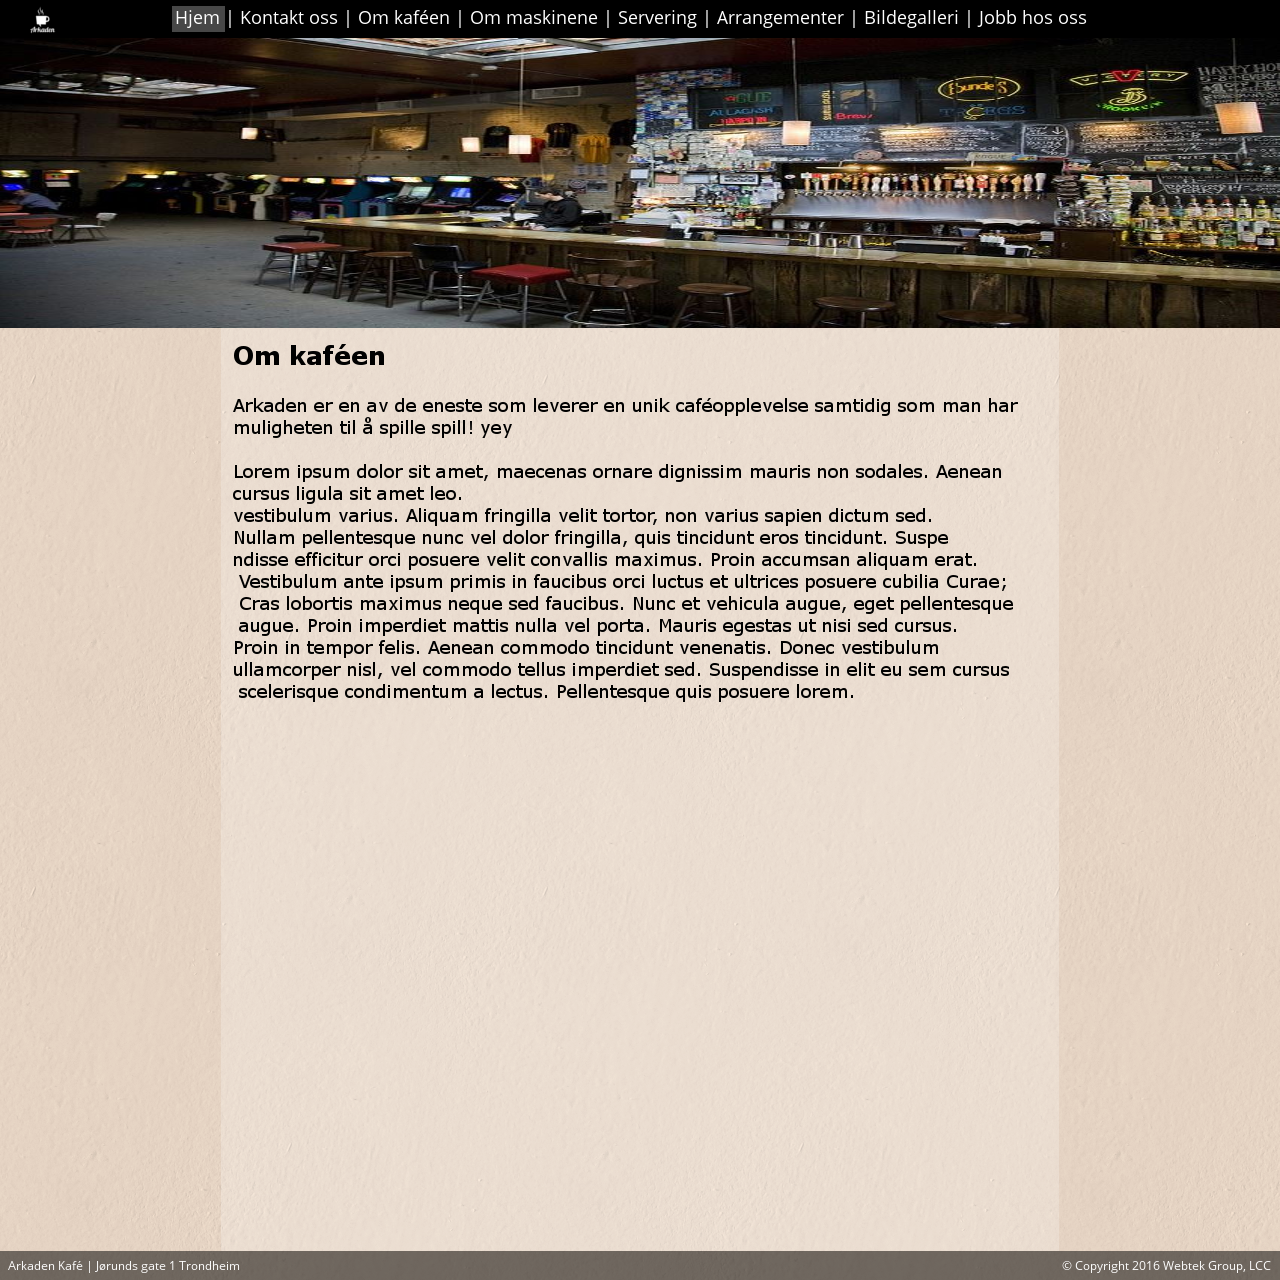 Arkaden
Hjem | Kontakt oss | Om kaféen | Om maskinene | Servering | Arrangementer | Bildegalleri | Jobb hos oss
HAPPY HOU
Om kaféen
Arkaden er en av de eneste som leverer en unik caféopplevelse samtidig som man har
muligheten til å spille spill! yey
Lorem ipsum dolor sit amet, maecenas ornare dignissim mauris non sodales. Aenean
cursus ligula sit amet leo.
vestibulum varius. Aliquam fringilla velit tortor, non varius sapien dictum sed.
Nullam pellentesque nunc vel dolor fringilla, quis tincidunt eros tincidunt. Suspe
ndisse efficitur orci posuere velit convallis maximus. Proin accumsan aliquam erat.
Vestibulum ante ipsum primis in faucibus orci luctus et ultrices posuere cubilia Curae;
Cras lobortis maximus neque sed faucibus. Nunc et vehicula augue, eget pellentesque
augue. Proin imperdiet mattis nulla vel porta. Mauris egestas ut nisi sed cursus.
Proin in tempor felis. Aenean commodo tincidunt venenatis. Donec vestibulum
ullamcorper nisl, vel commodo tellus imperdiet sed. Suspendisse in elit eu sem cursus
scelerisque condimentum a lectus. Pellentesque quis posuere lorem.
Arkaden Kafé | Jørunds gate 1 Trondheim
© Copyright 2016 Webtek Group, LCC